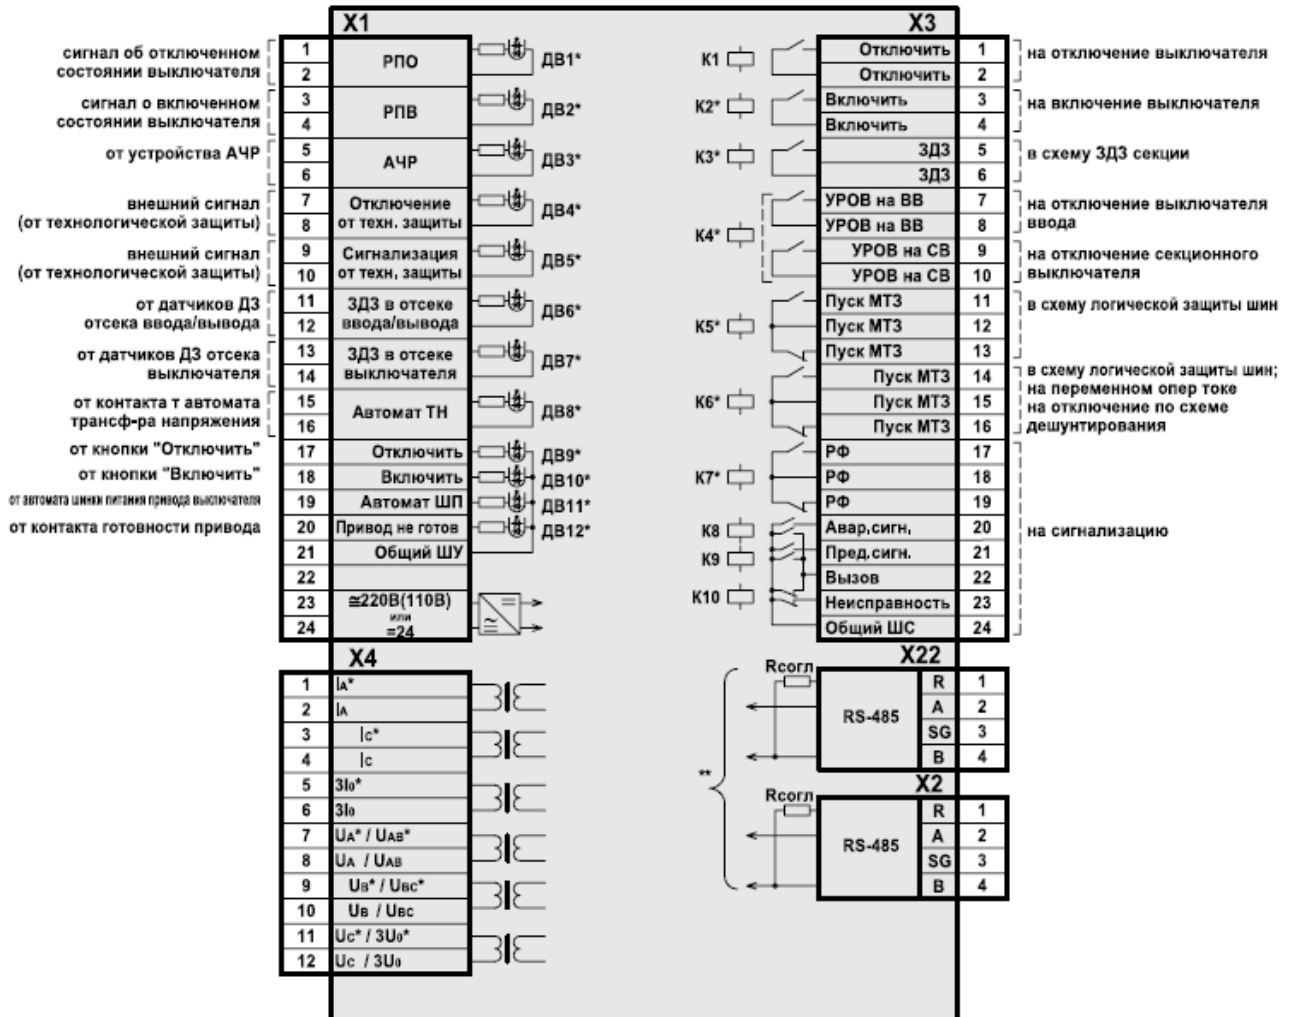 X1
X3
сигнал об отключенном
состоянии выключателя
1
2
РПО
ДВ1*
сигнал о включенном
состоянии выключателя
3
4
РПВ
ДВ2*
от устройства АЧР
5
6
АЧР
ДВ3*
внешний сигнал
(от технологической защиты)
7
8
Отключение
от техн. защиты
ДВ4*
внешний сигнал
(от технологической защиты)
9
10
Сигнализация
от техн. защиты
ДВ5*
от датчиков ДЗ
отсека ввода/вывода
11
12
ЗДЗ в отсеке
ввода/вывода
ДВ6*
от датчиков ДЗ отсека
выключателя
13
14
ЗДЗ в отсеке
выключателя
ДВ7*
от контакта т автомата
трансф-ра напряжения
15
16
Автомат ТН
ДВ8*
от кнопки "Отключить"
17
Отключить
ДВ9*
от кнопки "Включить"
18
Включить
ДВ10*
от автомата шинки питания привода выключателя
19
Автомат ШП
ДВ11*
от контакта готовности привода
20
Привод не готов
ДВ12*
21
Общий ШУ
22
23
≅220В(110В)
или
24
=24
К1
Отключить
1
Отключить
2
на отключение выключателя
К2*
Включить
3
Включить
4
на включение выключателя
К3*
ЗДЗ
5
ЗДЗ
6
в схему ЗДЗ секции
К4*
УРОВ на ВВ
7
УРОВ на ВВ
8
на отключение выключателя
ввода
УРОВ на СВ
9
УРОВ на СВ
10
на отключение секционного
выключателя
К5*
Пуск МТЗ
11
Пуск МТЗ
12
Пуск МТЗ
13
в схему логической защиты шин
К6*
Пуск МТЗ
14
Пуск МТЗ
15
Пуск МТЗ
16
в схему логической защиты шин;
на переменном опер токе
на отключение по схеме
дешунтирования
К7*
РФ
17
РФ
18
РФ
19
К8
Авар.сигн.
20
К9
Пред.сигн.
21
Вызов
22
К10
Неисправность
23
Общий ШС
24
на сигнализацию
X4
1
IA*
2
IA
3
IC*
4
IC
5
3I0*
6
3I0
7
UA* / UAB*
8
UA / UAB
9
UB* / UBC*
10
UB / UBC
11
UC* / 3U0*
12
UC / 3U0
X22
Rсогл
RS-485
R
1
A
2
SG
3
B
4
**
X2
Rсогл
RS-485
R
1
A
2
SG
3
B
4